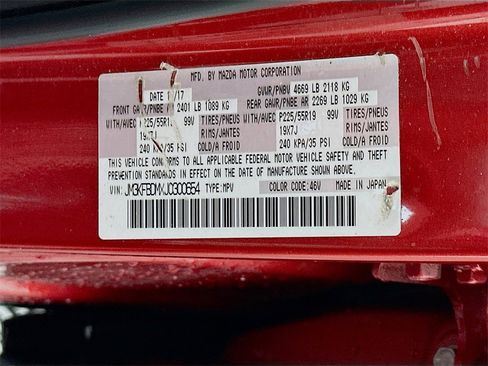 MFD. BY MAZDA MOTOR CORPORATION
DATE /17 GVWR/PNBV 4669 LB 2118 KG
FRONT GAWR/PNBE 2401 LB 1089 KG REAR GAWR/PNBE AR 2269 LB 1029 KG
WITH/AVEC P225/55R19 99V TIRES/PNEUS WITH/AVEC P225/55R19 99V TIRES/PNEUS
19X7J RIMS/JANTES 19X7J RIMS/JANTES
240 KPA/35 PSI COLD/A FROID 240 KPA/35 PSI COLD/A FROID
THIS VEHICLE CONFORMS TO ALL APPLICABLE FEDERAL MOTOR VEHICLE SAFETY AND THEFT
PREVENTION STANDARDS IN EFFECT ON THE DATE OF MANUFACTURE SHOWN ABOVE.
VIN: JM3KFBDMXJ0300654 TYPE: MPV COLOR CODE: 46V MADE IN JAPAN